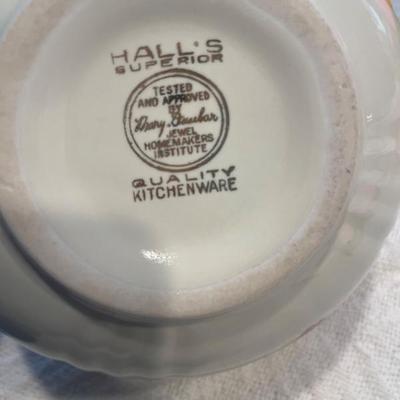 HALL'S
SUPERIOR
TESTED
AND APPROVED
BY
Mary Dunbar
JEWEL
HOMEMAKERS
INSTITUTE
QUALITY
KITCHENWARE